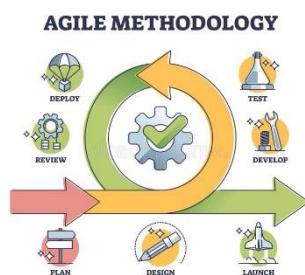 AGILE METHODOLOGY
DEPLOY
TEST
REVIEW
DEVELOP
PLAN
DESIGN
LAUNCH